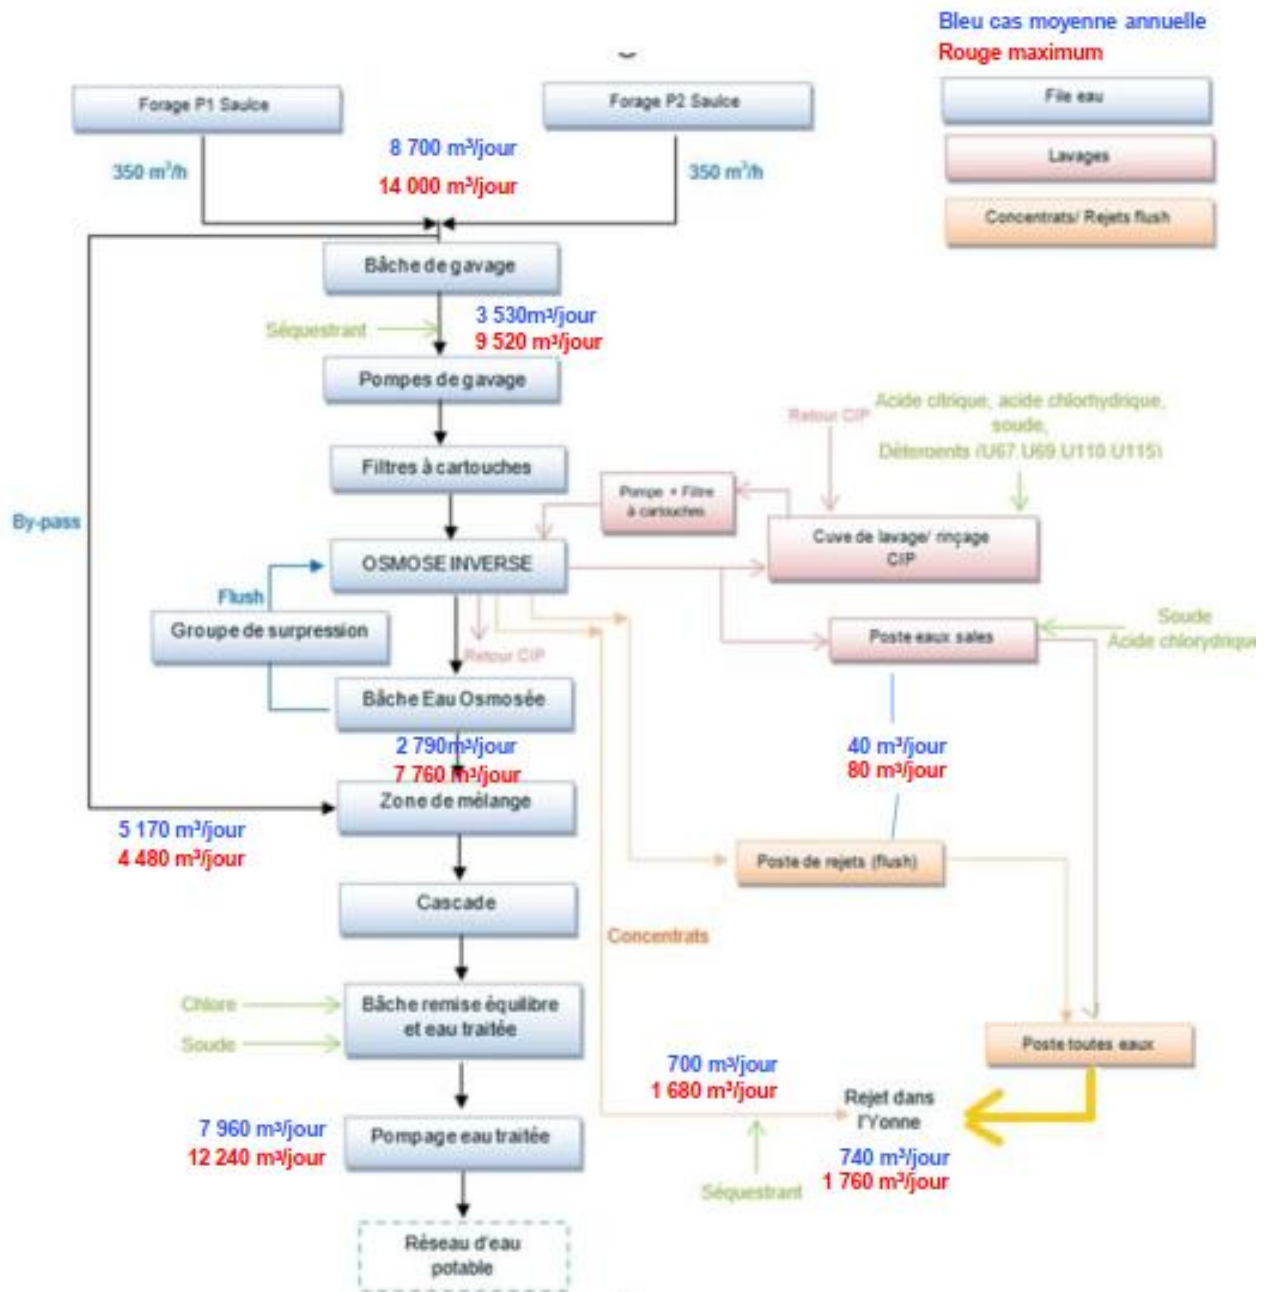 Bleu cas moyenne annuelle
Rouge maximum
Forage P1 Saulce
Forage P2 Saulce
File eau
Lavages
Concentrats/ Rejets flush
350 m³/h
8 700 m³/jour
14 000 m³/jour
350 m³/h
Bâche de gavage
Séquestrant
3 530m³/jour
9 520 m³/jour
Pompes de gavage
Retour CIP
Acide citrique, acide chlorhydrique,
soude,
Détergents (U67,U69,U110,U115)
Filtres à cartouches
Pompe + Filtre
à cartouches
By-pass
Cuve de lavage/ rinçage
CIP
OSMOSE INVERSE
Flush
Groupe de surpression
Retour CIP
Poste eaux sales
Soude
Acide chlorydrique
Bâche Eau Osmosée
2 790m³/jour
7 760 m³/jour
40 m³/jour
80 m³/jour
Zone de mélange
5 170 m³/jour
4 480 m³/jour
Poste de rejets (flush)
Cascade
Concentrats
Chlore
Soude
Bâche remise équilibre
et eau traitée
Poste toutes eaux
700 m³/jour
1 680 m³/jour
Rejet dans
l'Yonne
740 m³/jour
1 760 m³/jour
Séquestrant
7 960 m³/jour
12 240 m³/jour
Pompage eau traitée
Réseau d'eau
potable